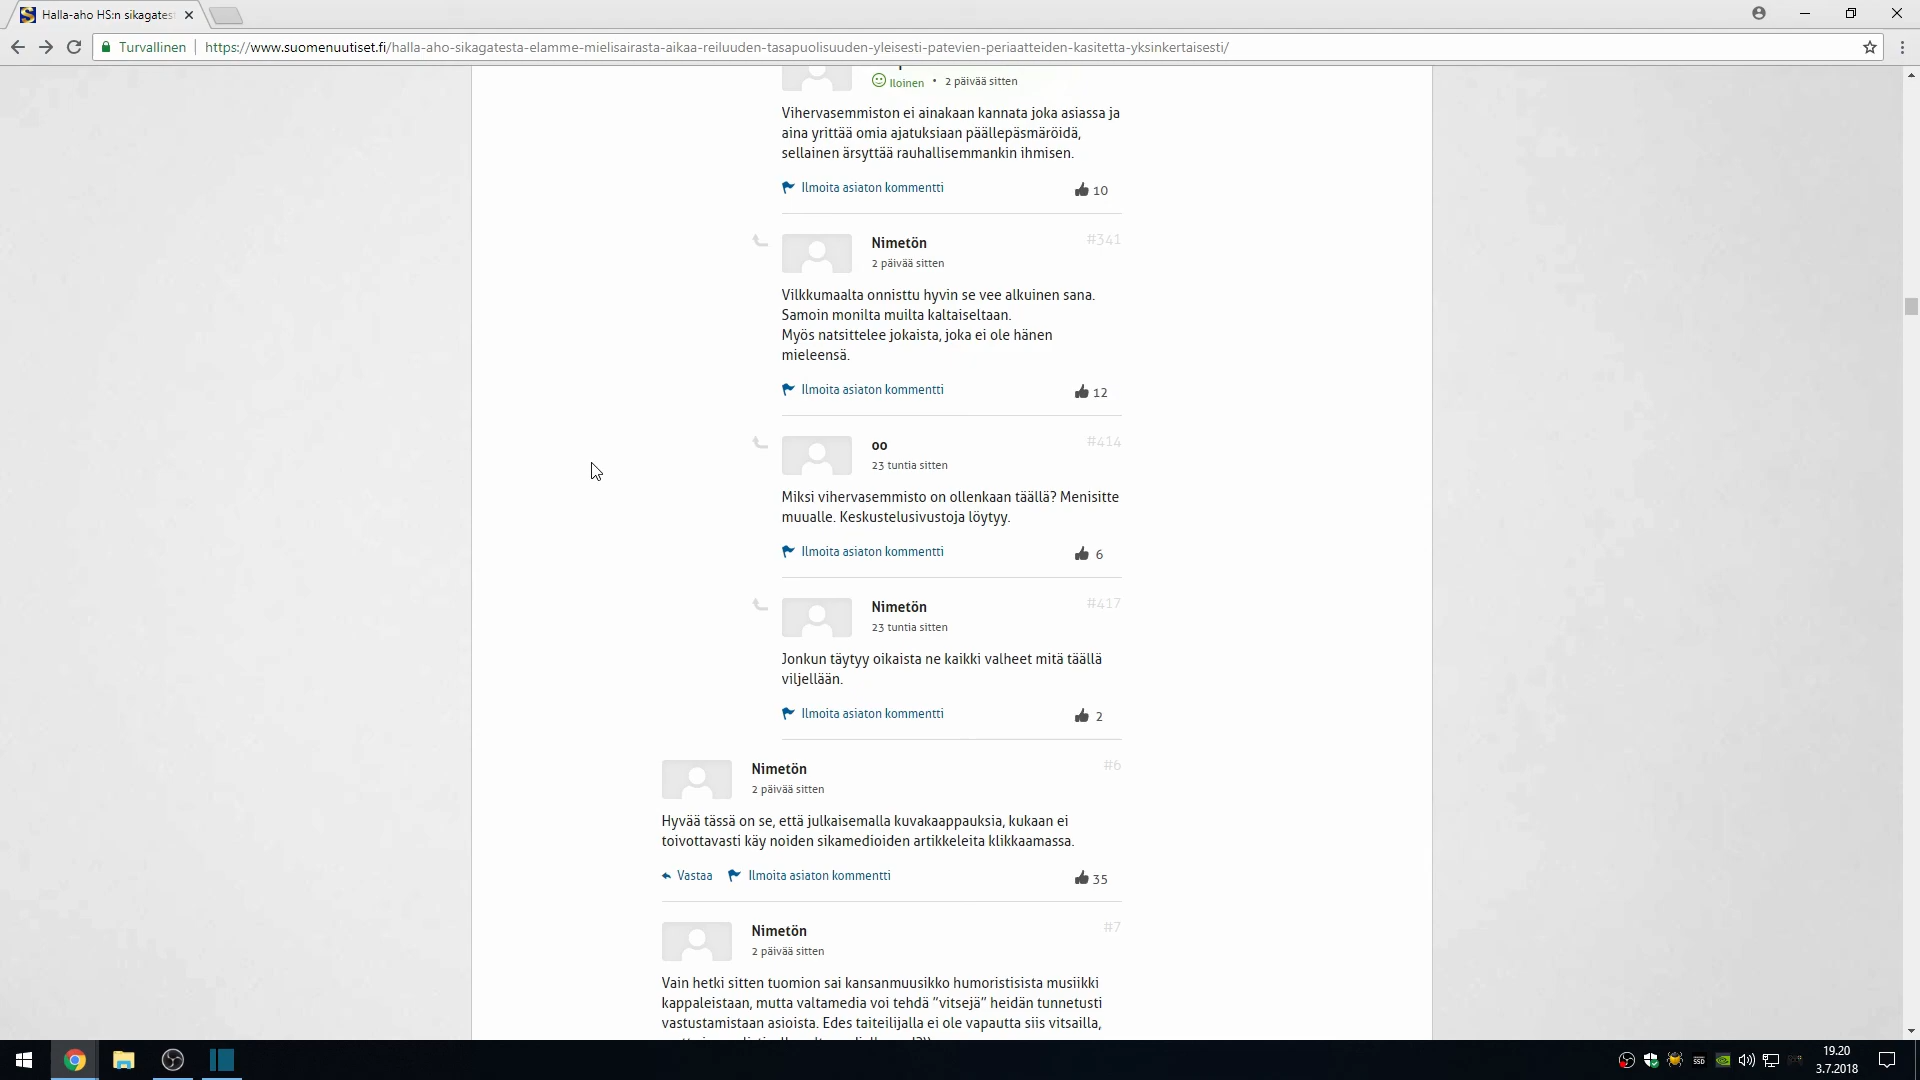 Halla-aho HS:n sikagates
Turvallinen
https://www.suomenuutiset.fi/halla-aho-sikagatesta-elamme-mielisairasta-aikaa-reiluuden-tasapuolisuuden-yleisesti-patevien-periaatteiden-kasitetta-yksinkertaisesti/
Iloinen • 2 päivää sitten
Vihervasemmiston ei ainakaan kannata joka asiassa ja
aina yrittää omia ajatuksiaan päällepäsmäröidä,
sellainen ärsyttää rauhallisemmankin ihmisen.
Ilmoita asiaton kommentti 10
Nimetön #341
2 päivää sitten
Vilkkumaalta onnisttu hyvin se vee alkuinen sana.
Samoin monilta muilta kaltaiseltaan.
Myös natsittelee jokaista, joka ei ole hänen
mieleensä.
Ilmoita asiaton kommentti 12
oo #414
23 tuntia sitten
Miksi vihervasemmisto on ollenkaan täällä? Menisitte
muualle. Keskustelusivustoja löytyy.
Ilmoita asiaton kommentti 6
Nimetön #417
23 tuntia sitten
Jonkun täytyy oikaista ne kaikki valheet mitä täällä
viljellään.
Ilmoita asiaton kommentti 2
Nimetön #6
2 päivää sitten
Hyvää tässä on se, että julkaisemalla kuvakaappauksia, kukaan ei
toivottavasti käy noiden sikamedioiden artikkeleita klikkaamassa.
Vastaa Ilmoita asiaton kommentti 35
Nimetön #7
2 päivää sitten
Vain hetki sitten tuomion sai kansanmuusikko humoristisista musiikki
kappaleistaan, mutta valtamedia voi tehdä ”vitsejä” heidän tunnetusti
vastustamistaan asioista. Edes taiteilijalla ei ole vapautta siis vitsailla,
SSD
19.20
3.7.2018